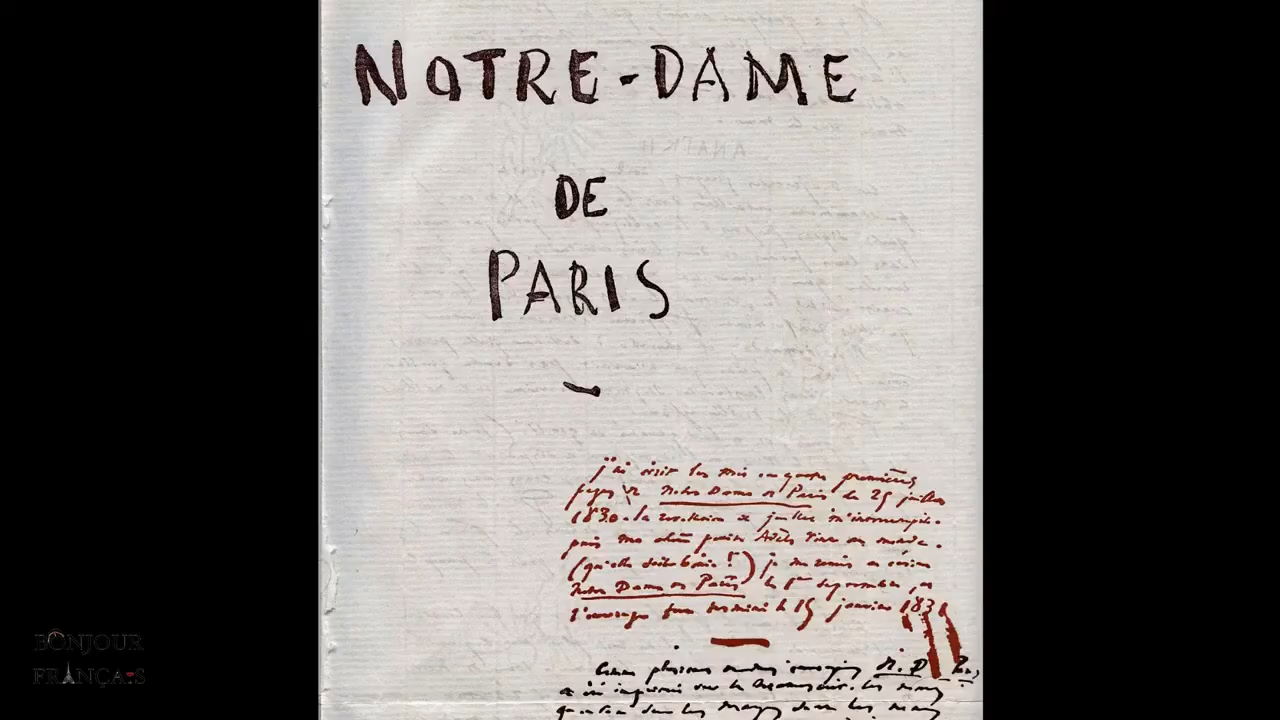 NOTRE-DAME
DE
PARIS
j'ai écrit les trois ou quatre premières
pages de Notre Dame de Paris le 25 juillet
1830. la révolution de juillet m'interrompit.
puis ma chère petite Adèle vint au monde.
(qu'elle soit bénie !) je me remis à écrire
Notre Dame de Paris le 1er septembre, et
l'ouvrage fut terminé le 15 janvier 1831
plusieurs N. D
BONJOUR
FRANÇAIS